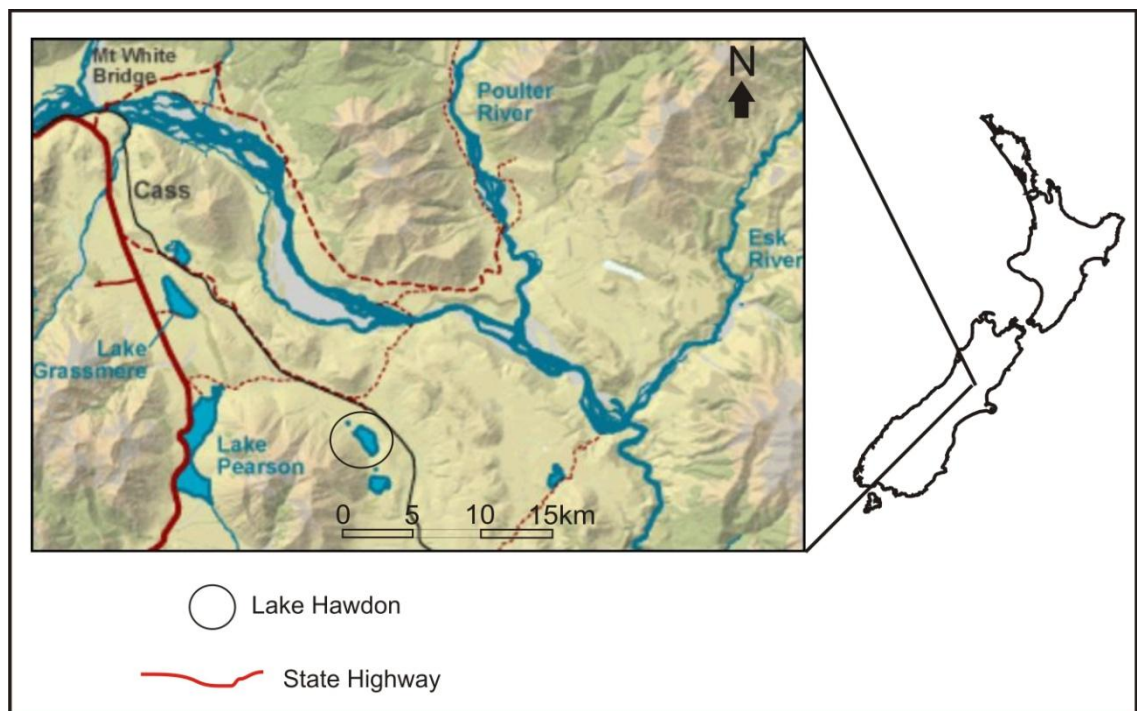 Mt White
Bridge
N
Poulter
River
Cass
Esk
River
Lake
Grassmere
Lake
Pearson
0 5 10 15km
Lake Hawdon
State Highway